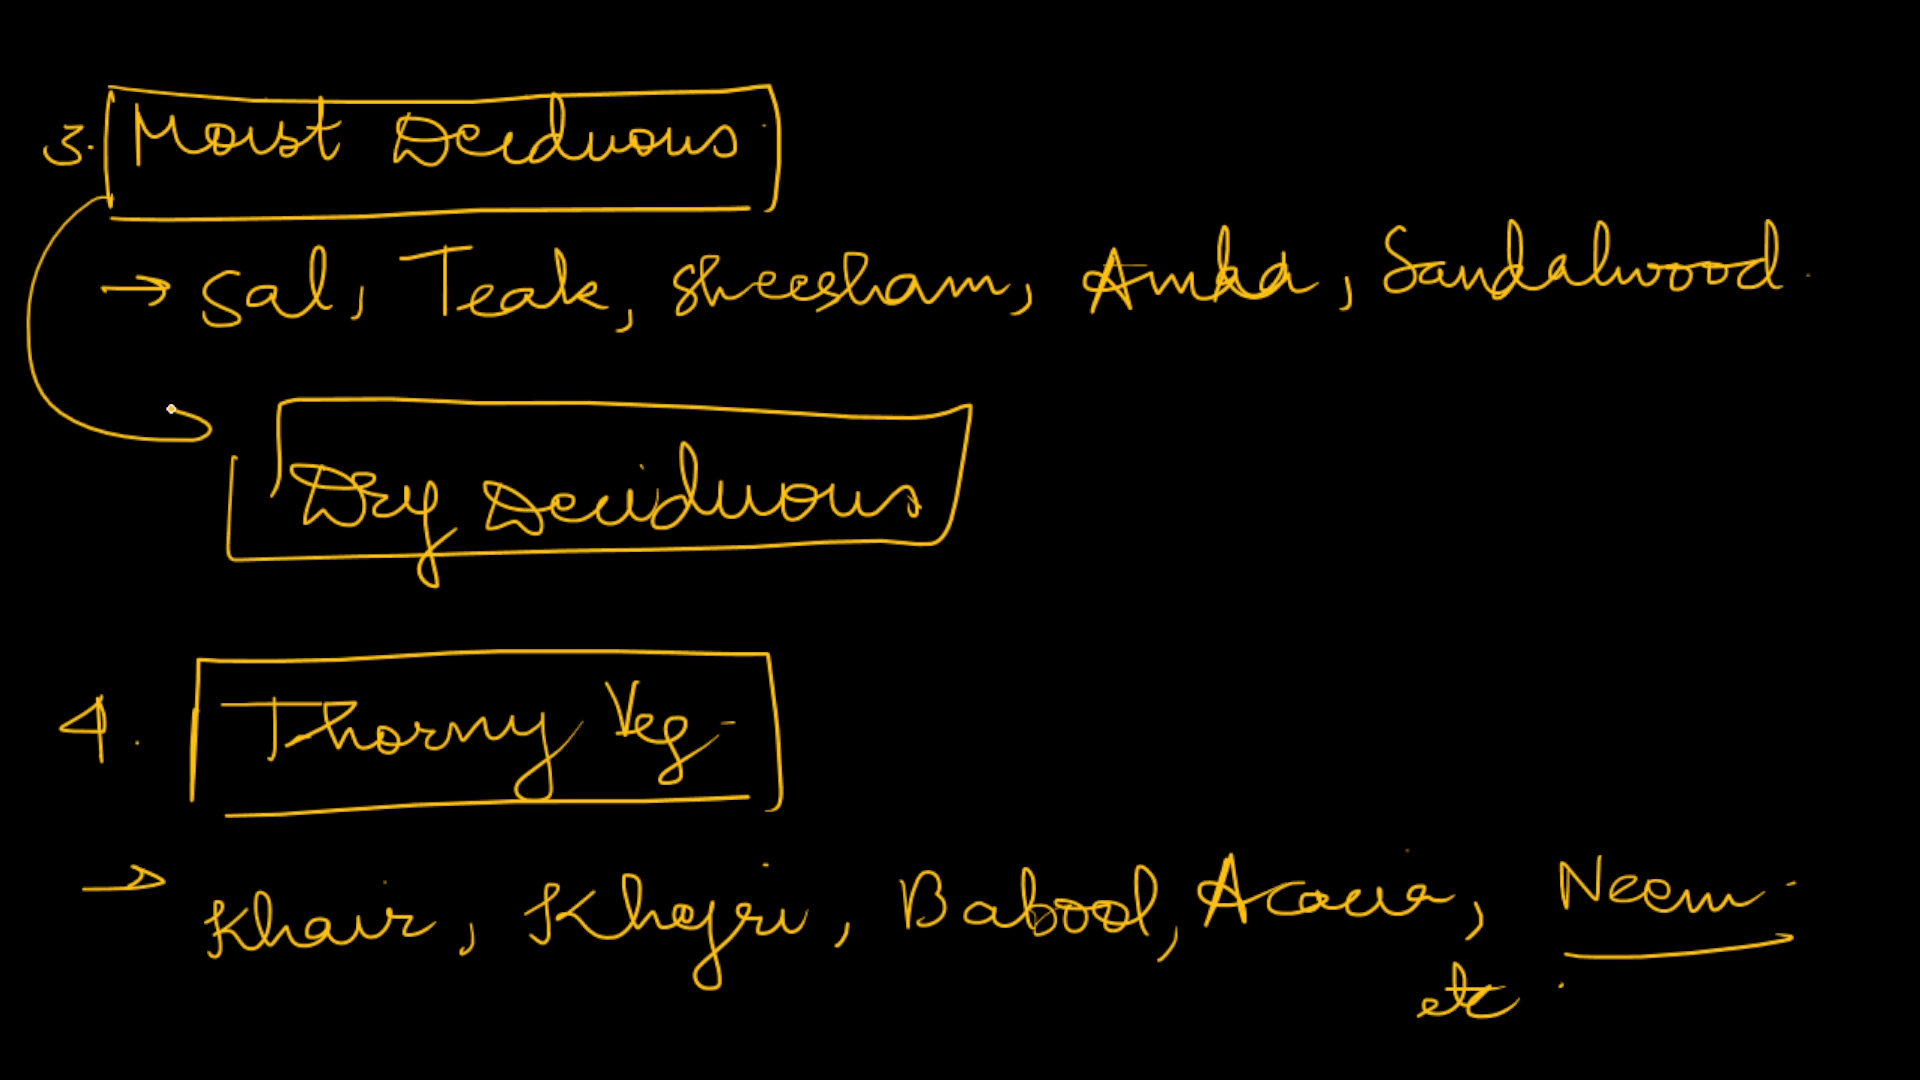 3. Moist Deciduous
→ Sal, Teak, Sheesham, Amla, Sandalwood.
Dry Deciduous
4. Thorny Veg-
→ Khair, Khejri, Babool, Acacia, Neem.
etc.